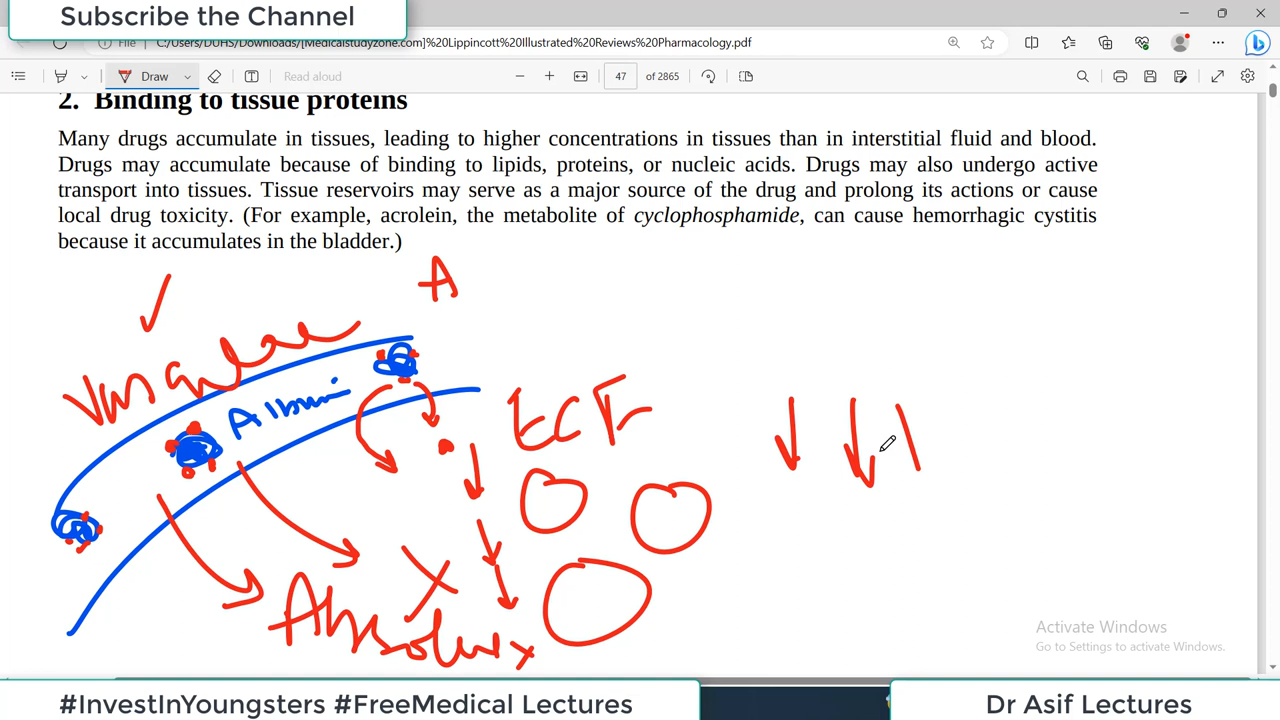 Subscribe the Channel
File
C:/Users/DUHS/Downloads/[Medicalstudyzone.com]%20Lippincott%20Illustrated%20Reviews%20Pharmacology.pdf
Draw
Read aloud
47 of 2865
2. Binding to tissue proteins
Many drugs accumulate in tissues, leading to higher concentrations in tissues than in interstitial fluid and blood.
Drugs may accumulate because of binding to lipids, proteins, or nucleic acids. Drugs may also undergo active
transport into tissues. Tissue reservoirs may serve as a major source of the drug and prolong its actions or cause
local drug toxicity. (For example, acrolein, the metabolite of cyclophosphamide, can cause hemorrhagic cystitis
because it accumulates in the bladder.)
A
ECF
Activate Windows
Go to Settings to activate Windows.
#InvestInYoungsters #FreeMedical Lectures
Dr Asif Lectures